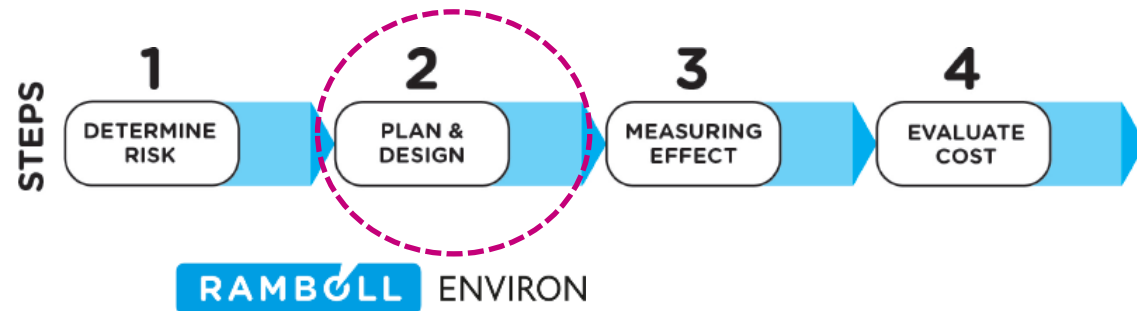 STEPS
1
2
3
4
DETERMINE
RISK
PLAN &
DESIGN
MEASURING
EFFECT
EVALUATE
COST
RAMBOLL ENVIRON